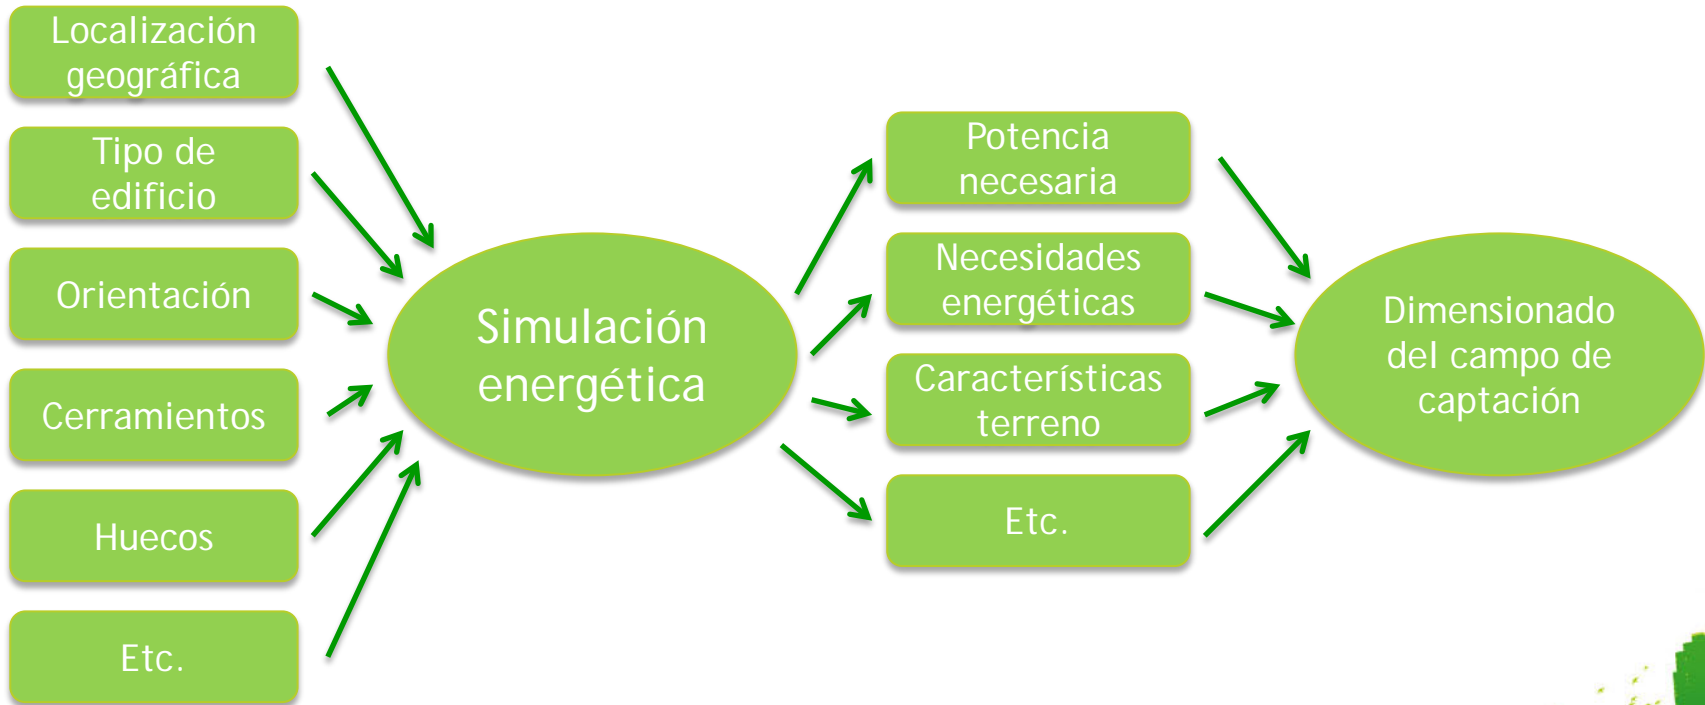 Localización
geográfica
Tipo de
edificio
Orientación
Cerramientos
Huecos
Etc.
Simulación
energética
Potencia
necesaria
Necesidades
energéticas
Característícas
terreno
Etc.
Dimensionado
del campo de
captación